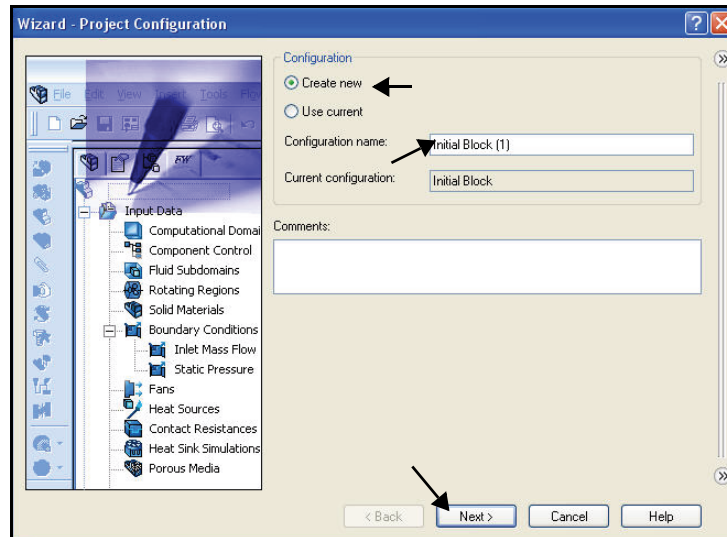 Wizard - Project Configuration
File Edit View Insert Tools
Configuration
Create new
Use current
Configuration name:
Initial Block (1)
Current configuration:
Initial Block
Comments:
FW
Input Data
Computational Domai
Component Control
Fluid Subdomains
Rotating Regions
Solid Materials
Boundary Conditions
Inlet Mass Flow
Static Pressure
Fans
Heat Sources
Contact Resistances
Heat Sink Simulations
Porous Media
< Back
Next >
Cancel
Help